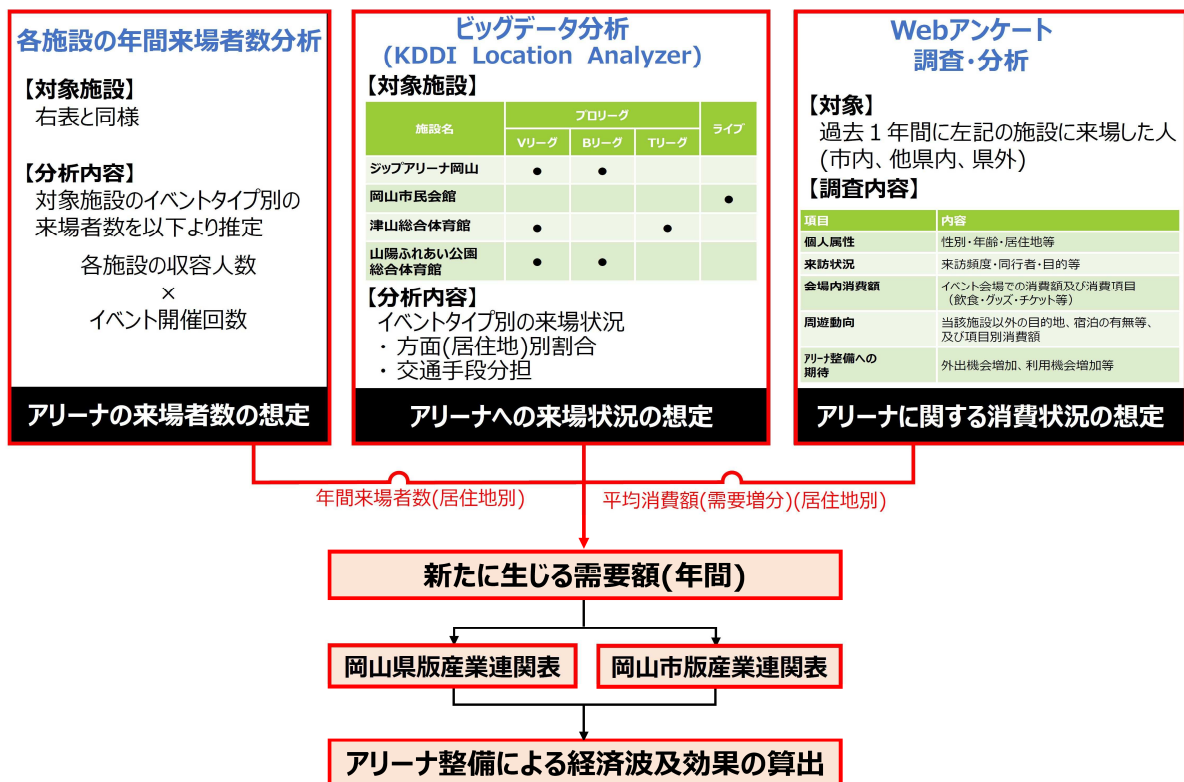 各施設の年間来場者数分析
【対象施設】
右表と同様
【分析内容】
対象施設のイベントタイプ別の
来場者数を以下より推定
各施設の収容人数
×
イベント開催回数
アリーナの来場者数の想定
ビッグデータ分析
(KDDI Location Analyzer)
【対象施設】
施設名 プロリーグ ライブ
Vリーグ Bリーグ Tリーグ
ジップアリーナ岡山 ● ●
岡山市民会館 ●
津山総合体育館 ● ●
山陽ふれあい公園
総合体育館 ● ●
【分析内容】
イベントタイプ別の来場状況
・ 方面(居住地)別割合
・ 交通手段分担
アリーナへの来場状況の想定
Webアンケート
調査・分析
【対象】
過去１年間に左記の施設に来場した人
(市内、他県内、県外)
【調査内容】
項目 内容
個人属性 性別・年齢・居住地等
来訪状況 来訪頻度・同行者・目的等
会場内消費額 イベント会場での消費額及び消費項目
（飲食・グッズ・チケット等）
周遊動向 当該施設以外の目的地、宿泊の有無等、
及び項目別消費額
アリーナ整備への
期待 外出機会増加、利用機会増加等
アリーナに関する消費状況の想定
年間来場者数(居住地別)
平均消費額(需要増分)(居住地別)
新たに生じる需要額(年間)
岡山県版産業連関表
岡山市版産業連関表
アリーナ整備による経済波及効果の算出